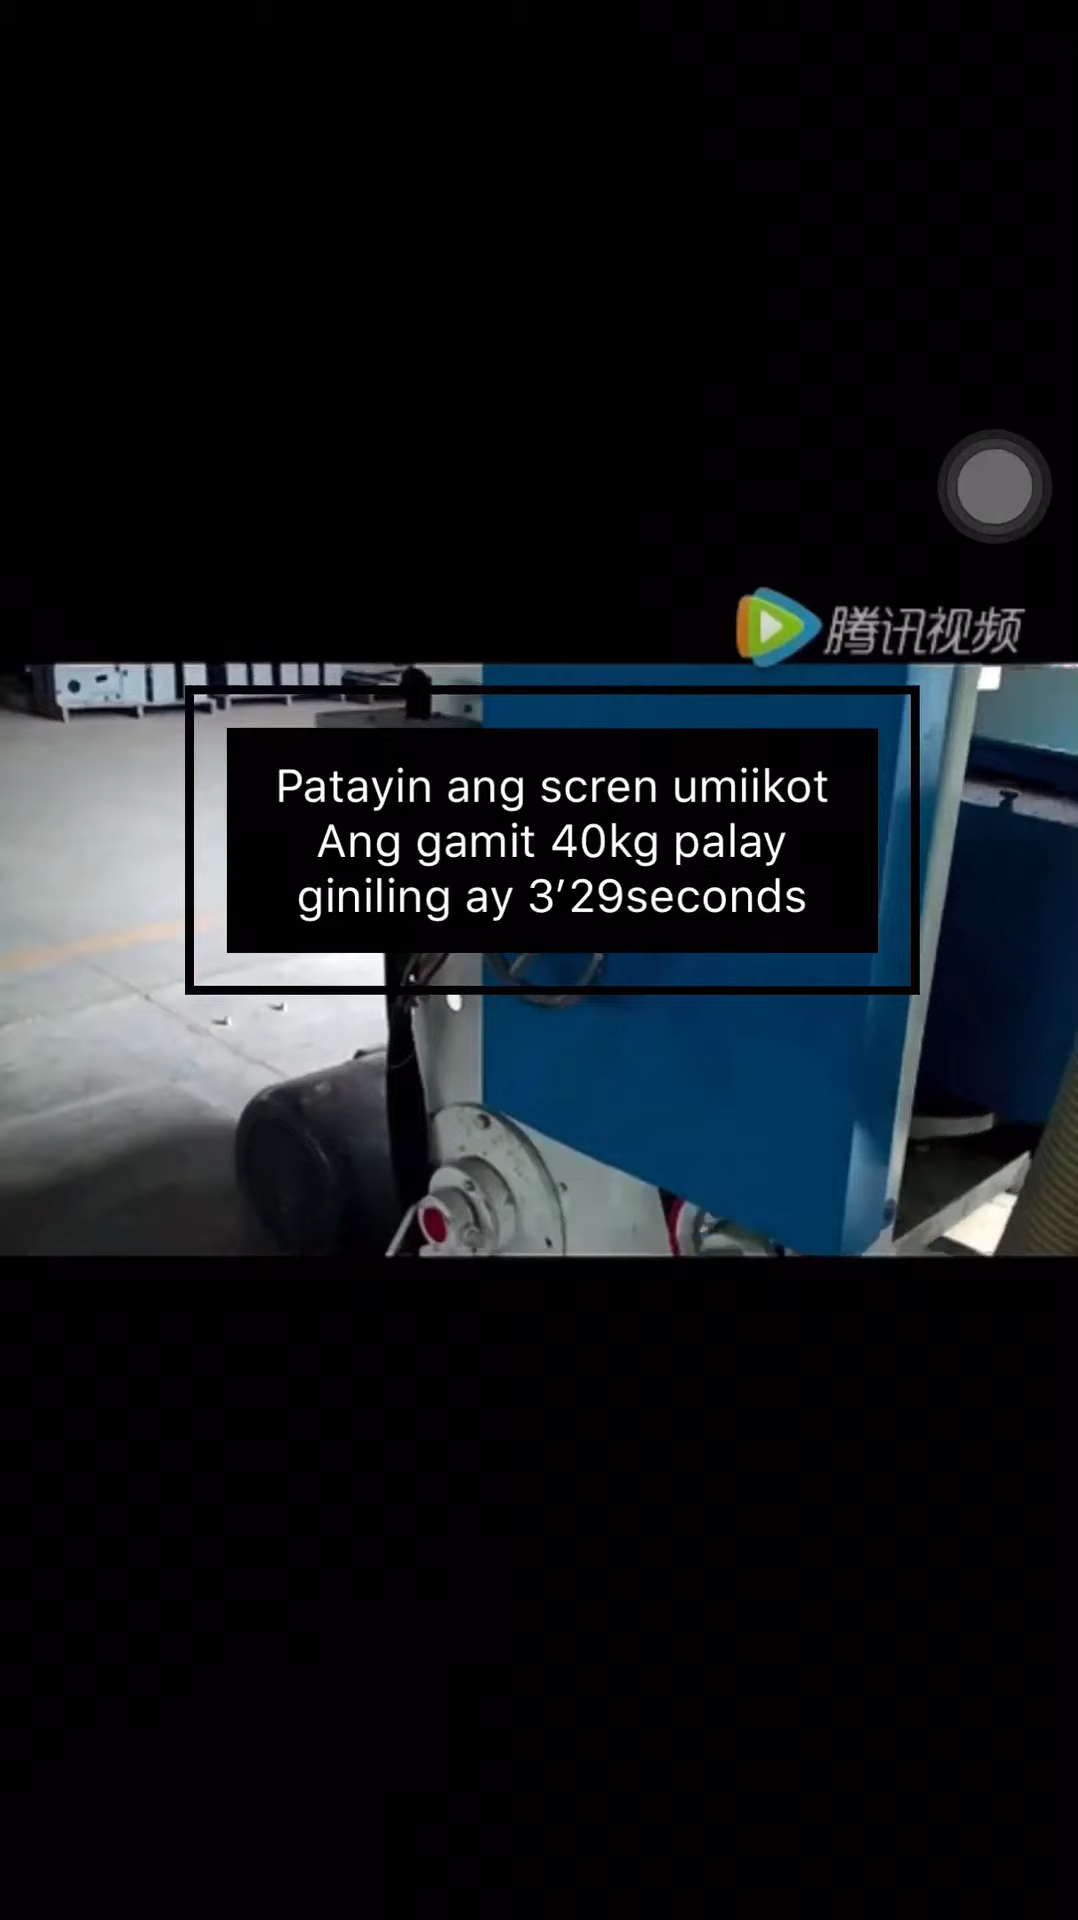 腾讯视频
Patayin ang scren umiikot
Ang gamit 40kg palay
giniling ay 3’29seconds